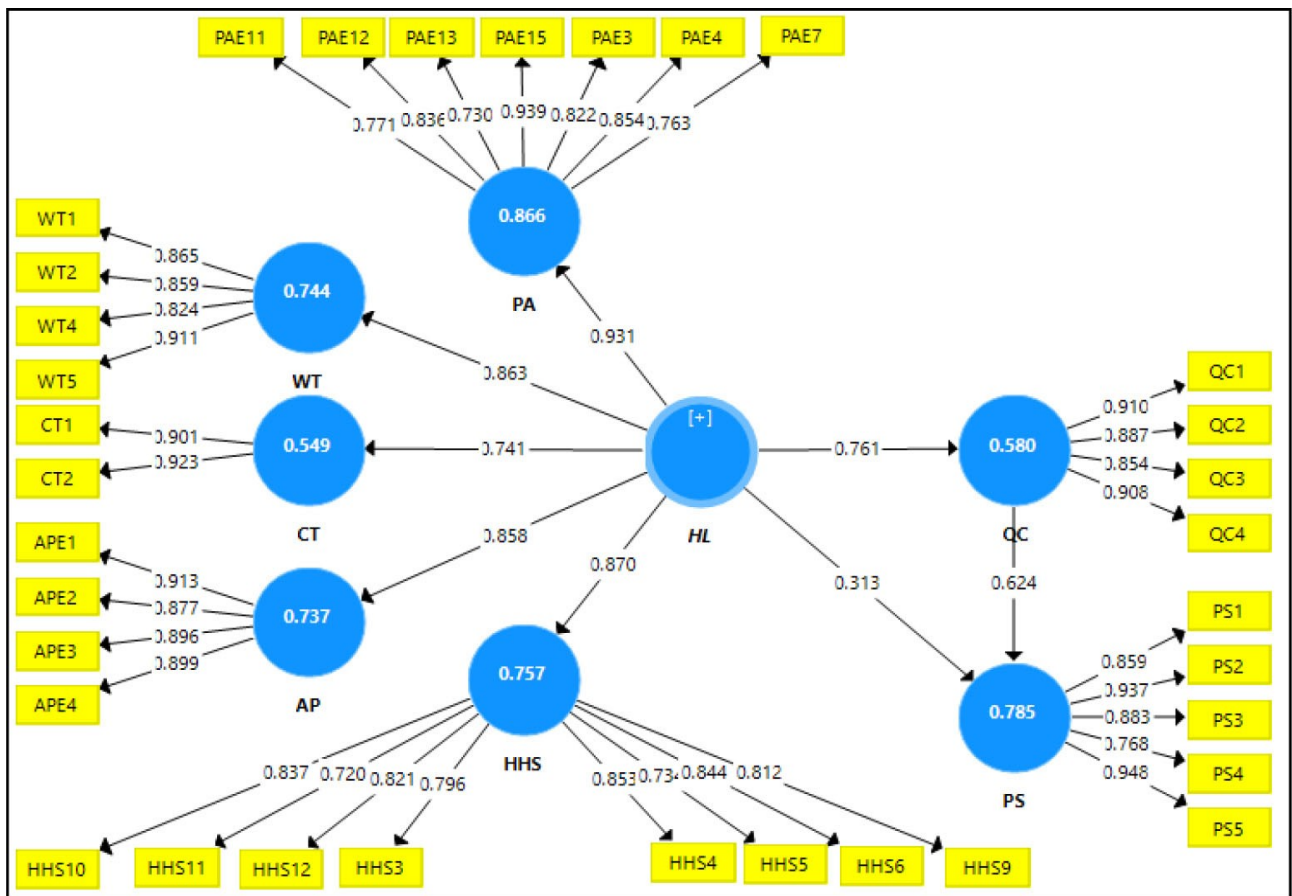 PAE11 PAE12 PAE13 PAE15 PAE3 PAE4 PAE7
0.771 0.836 0.730 0.939 0.822 0.854 0.763
0.866
PA
WT1
WT2
WT4
WT5
0.865
0.859
0.824
0.911
0.744
WT
0.931
0.863
CT1
CT2
0.901
0.923
0.549
CT
0.741
[+]
HL
0.761
0.580
QC
0.910
0.887
0.854
0.908
QC1
QC2
QC3
QC4
APE1
APE2
APE3
APE4
0.913
0.877
0.896
0.899
0.737
AP
0.858
0.870
0.313
0.624
0.757
HHS
0.785
PS
0.859
0.937
0.883
0.768
0.948
PS1
PS2
PS3
PS4
PS5
0.837 0.720 0.821 0.796 0.853 0.734 0.844 0.812
HHS10 HHS11 HHS12 HHS3 HHS4 HHS5 HHS6 HHS9